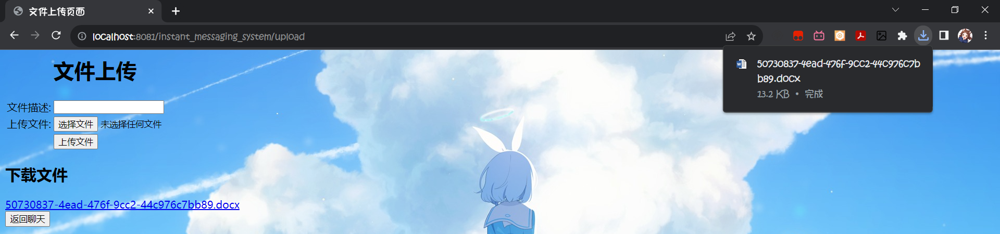 文件上传页面
localhost:8081/instant_messaging_system/upload
50730837-4ead-476f-9cc2-44c976c7b
b89.docx
13.2 KB • 完成
文件上传
文件描述:
上传文件: 选择文件 未选择任何文件
上传文件
下载文件
50730837-4ead-476f-9cc2-44c976c7bb89.docx
返回聊天